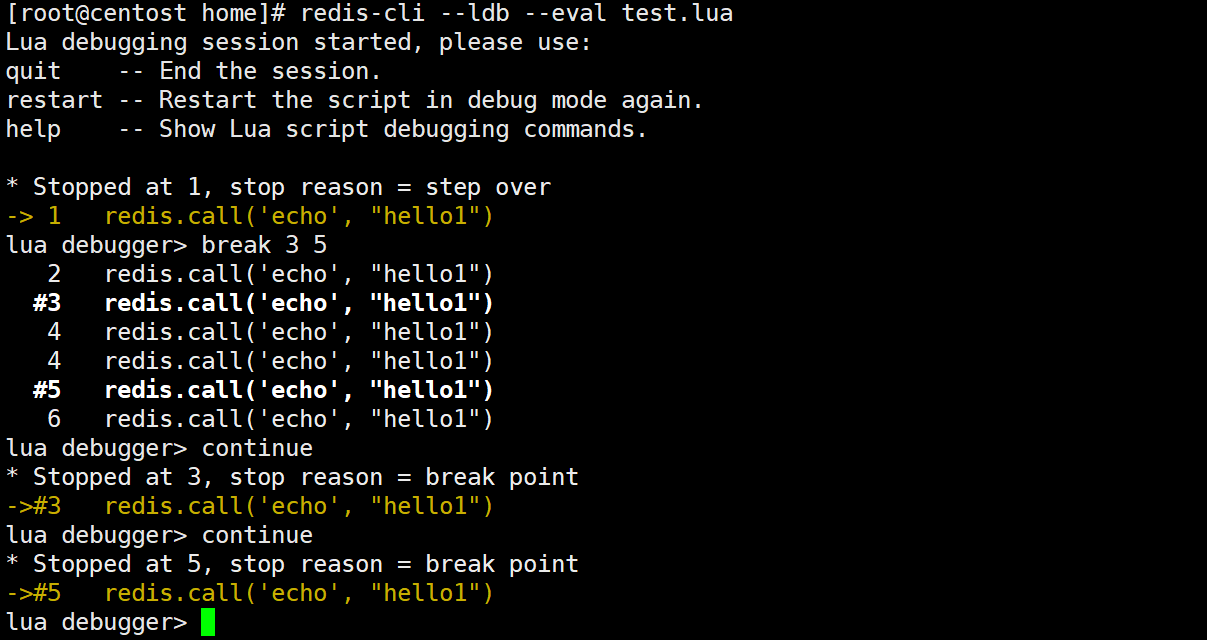 [root@centost home]# redis-cli --ldb --eval test.lua
Lua debugging session started, please use:
quit    -- End the session.
restart -- Restart the script in debug mode again.
help    -- Show Lua script debugging commands.

* Stopped at 1, stop reason = step over
-> 1   redis.call('echo', "hello1")
lua debugger> break 3 5
   2   redis.call('echo', "hello1")
  #3   redis.call('echo', "hello1")
   4   redis.call('echo', "hello1")
   4   redis.call('echo', "hello1")
  #5   redis.call('echo', "hello1")
   6   redis.call('echo', "hello1")
lua debugger> continue
* Stopped at 3, stop reason = break point
->#3   redis.call('echo', "hello1")
lua debugger> continue
* Stopped at 5, stop reason = break point
->#5   redis.call('echo', "hello1")
lua debugger>